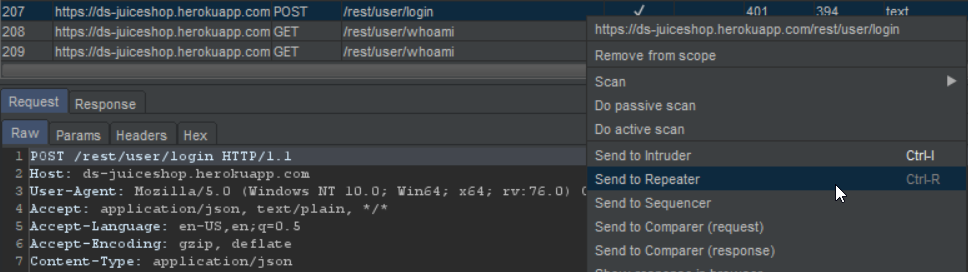 207 https://ds-juiceshop.herokuapp.com POST /rest/user/login ✓ 401 394 text
208 https://ds-juiceshop.herokuapp.com GET /rest/user/whoami
209 https://ds-juiceshop.herokuapp.com GET /rest/user/whoami
https://ds-juiceshop.herokuapp.com/rest/user/login
Remove from scope
Scan
Do passive scan
Do active scan
Send to Intruder Ctrl-I
Send to Repeater Ctrl-R
Send to Sequencer
Send to Comparer (request)
Send to Comparer (response)
Show response in browser
Request Response
Raw Params Headers Hex
1 POST /rest/user/login HTTP/1.1
2 Host: ds-juiceshop.herokuapp.com
3 User-Agent: Mozilla/5.0 (Windows NT 10.0; Win64; x64; rv:76.0)
4 Accept: application/json, text/plain, */*
5 Accept-Language: en-US,en;q=0.5
6 Accept-Encoding: gzip, deflate
7 Content-Type: application/json